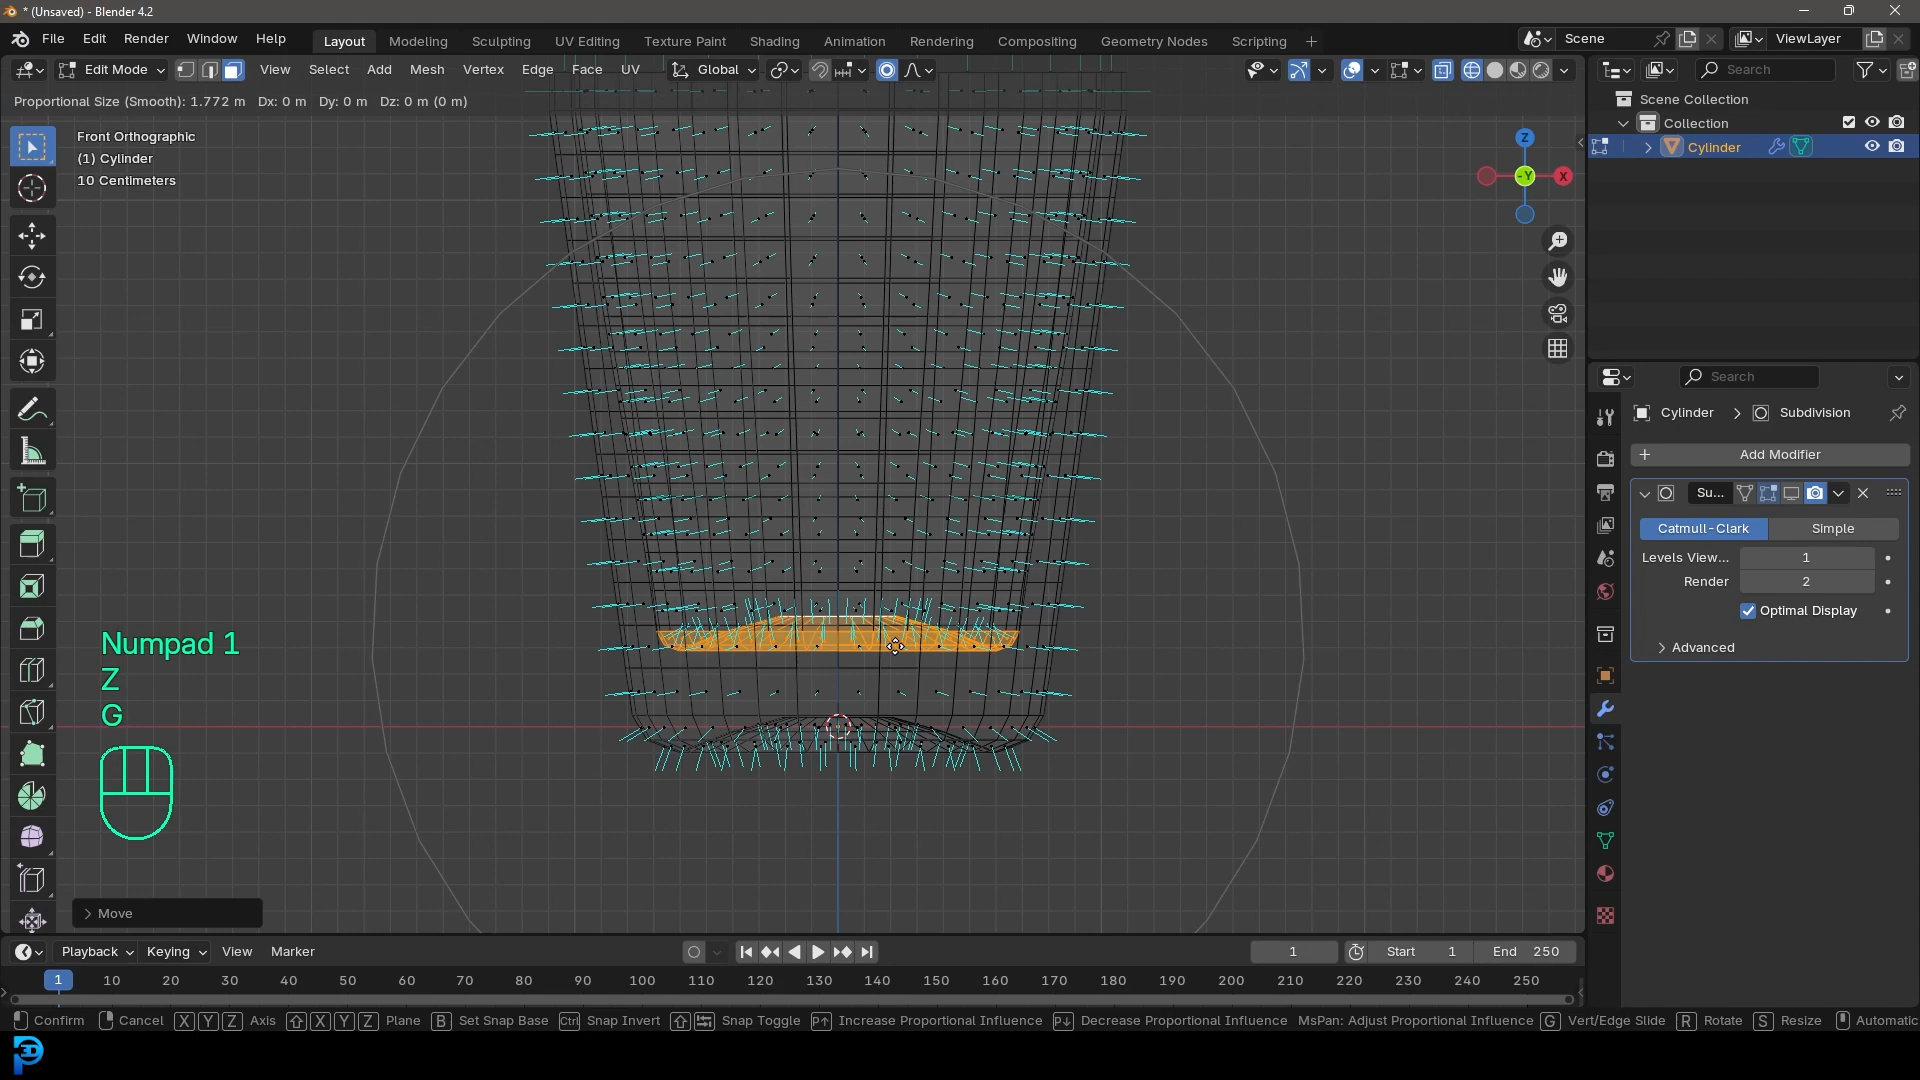 * (Unsaved) - Blender 4.2
File Edit Render Window Help
Layout Modeling Sculpting UV Editing Texture Paint Shading Animation Rendering Compositing Geometry Nodes Scripting +
Scene
ViewLayer
Edit Mode View Select Add Mesh Vertex Edge Face UV Global
Search
Proportional Size (Smooth): 1.772 m Dx: 0 m Dy: 0 m Dz: 0 m (0 m)
Scene Collection
Collection
Cylinder
Front Orthographic
(1) Cylinder
10 Centimeters
Z
-Y
X
Search
Cylinder > Subdivision
+ Add Modifier
Su...
Catmull-Clark Simple
Levels View... 1
Render 2
Optimal Display
Advanced
Numpad 1
Z
G
> Move
Playback Keying View Marker
1
Start 1
End 250
1 10 20 30 40 50 60 70 80 90 100 110 120 130 140 150 160 170 180 190 200 210 220 230 240 250
Confirm Cancel X Y Z Axis X Y Z Plane B Set Snap Base Ctrl Snap Invert Snap Toggle P↑ Increase Proportional Influence P↓ Decrease Proportional Influence MsPan: Adjust Proportional Influence G Vert/Edge Slide R Rotate S Resize Automatic